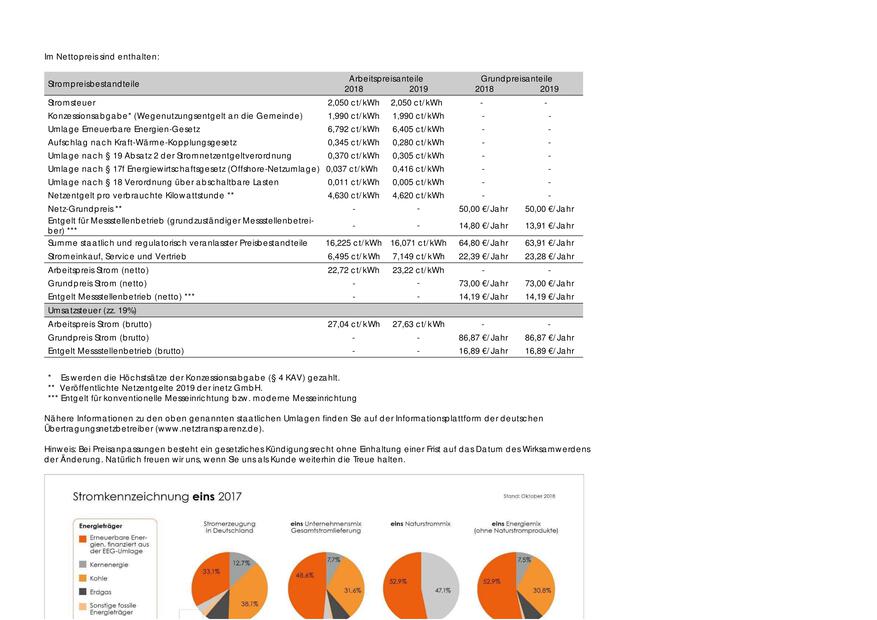 Im Nettopreis sind enthalten:
Strompreisbestandteile Arbeitspreisanteile Grundpreisanteile
2018 2019 2018 2019
Stromsteuer 2,050 ct/kWh 2,050 ct/kWh - -
Konzessionsabgabe* (Wegenutzungsentgelt an die Gemeinde) 1,990 ct/kWh 1,990 ct/kWh - -
Umlage Erneuerbare Energien-Gesetz 6,792 ct/kWh 6,405 ct/kWh - -
Aufschlag nach Kraft-Wärme-Kopplungsgesetz 0,345 ct/kWh 0,280 ct/kWh - -
Umlage nach § 19 Absatz 2 der Stromnetzentgeltverordnung 0,370 ct/kWh 0,305 ct/kWh - -
Umlage nach § 17f Energiewirtschaftsgesetz (Offshore-Netzumlage) 0,037 ct/kWh 0,416 ct/kWh - -
Umlage nach § 18 Verordnung über abschaltbare Lasten 0,011 ct/kWh 0,005 ct/kWh - -
Netzentgelt pro verbrauchte Kilowattstunde ** 4,630 ct/kWh 4,620 ct/kWh - -
Netz-Grundpreis ** - - 50,00 €/Jahr 50,00 €/Jahr
Entgelt für Messstellenbetrieb (grundzuständiger Messstellenbetrei-
ber) *** - - 14,80 €/Jahr 13,91 €/Jahr
Summe staatlich und regulatorisch veranlasster Preisbestandteile 16,225 ct/kWh 16,071 ct/kWh 64,80 €/Jahr 63,91 €/Jahr
Stromeinkauf, Service und Vertrieb 6,495 ct/kWh 7,149 ct/kWh 22,39 €/Jahr 23,28 €/Jahr
Arbeitspreis Strom (netto) 22,72 ct/kWh 23,22 ct/kWh - -
Grundpreis Strom (netto) - - 73,00 €/Jahr 73,00 €/Jahr
Entgelt Messstellenbetrieb (netto) *** - - 14,19 €/Jahr 14,19 €/Jahr
Umsatzsteuer (zz. 19%)
Arbeitspreis Strom (brutto) 27,04 ct/kWh 27,63 ct/kWh - -
Grundpreis Strom (brutto) - - 86,87 €/Jahr 86,87 €/Jahr
Entgelt Messstellenbetrieb (brutto) - - 16,89 €/Jahr 16,89 €/Jahr
* Es werden die Höchstsätze der Konzessionsabgabe (§ 4 KAV) gezahlt.
** Veröffentlichte Netzentgelte 2019 der inetz GmbH.
*** Entgelt für konventionelle Messeinrichtung bzw. moderne Messeinrichtung
Nähere Informationen zu den oben genannten staatlichen Umlagen finden Sie auf der Informationsplattform der deutschen
Übertragungsnetzbetreiber (www.netztransparenz.de).
Hinweis: Bei Preisanpassungen besteht ein gesetzliches Kündigungsrecht ohne Einhaltung einer Frist auf das Datum des Wirksamwerdens
der Änderung. Natürlich freuen wir uns, wenn Sie uns als Kunde weiterhin die Treue halten.
Stromkennzeichnung eins 2017 Stand: Oktober 2018
Energieträger
Erneuerbare Ener-
gien, finanziert aus
der EEG-Umlage
Kernenergie
Kohle
Erdgas
Sonstige fossile
Energieträger
Stromerzeugung
in Deutschland
33,1% 12,7%
38,1%
eins Unternehmensmix
Gesamtstromlieferung
48,6% 7,7%
31,6%
eins Naturstrommix
52,9% 47,1%
eins Energiemix
(ohne Naturstromprodukte)
52,9% 7,5%
30,8%